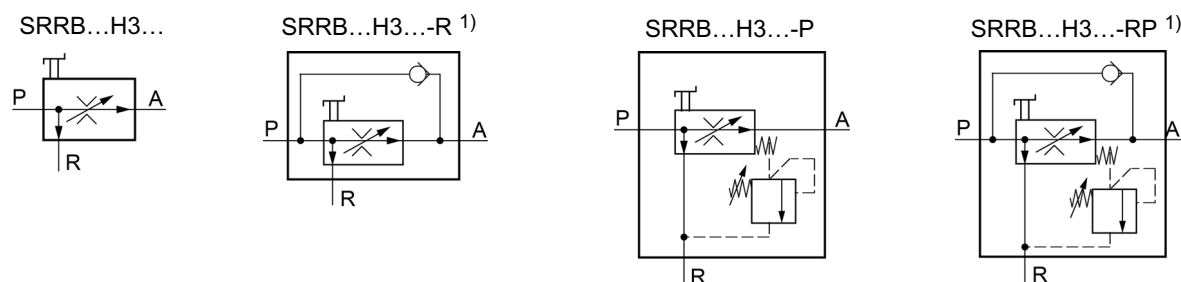 SRRB...H3...
P
A
R
SRRB...H3...-R 1)
P
A
R
SRRB...H3...-P
P
A
R
SRRB...H3...-RP 1)
P
A
R